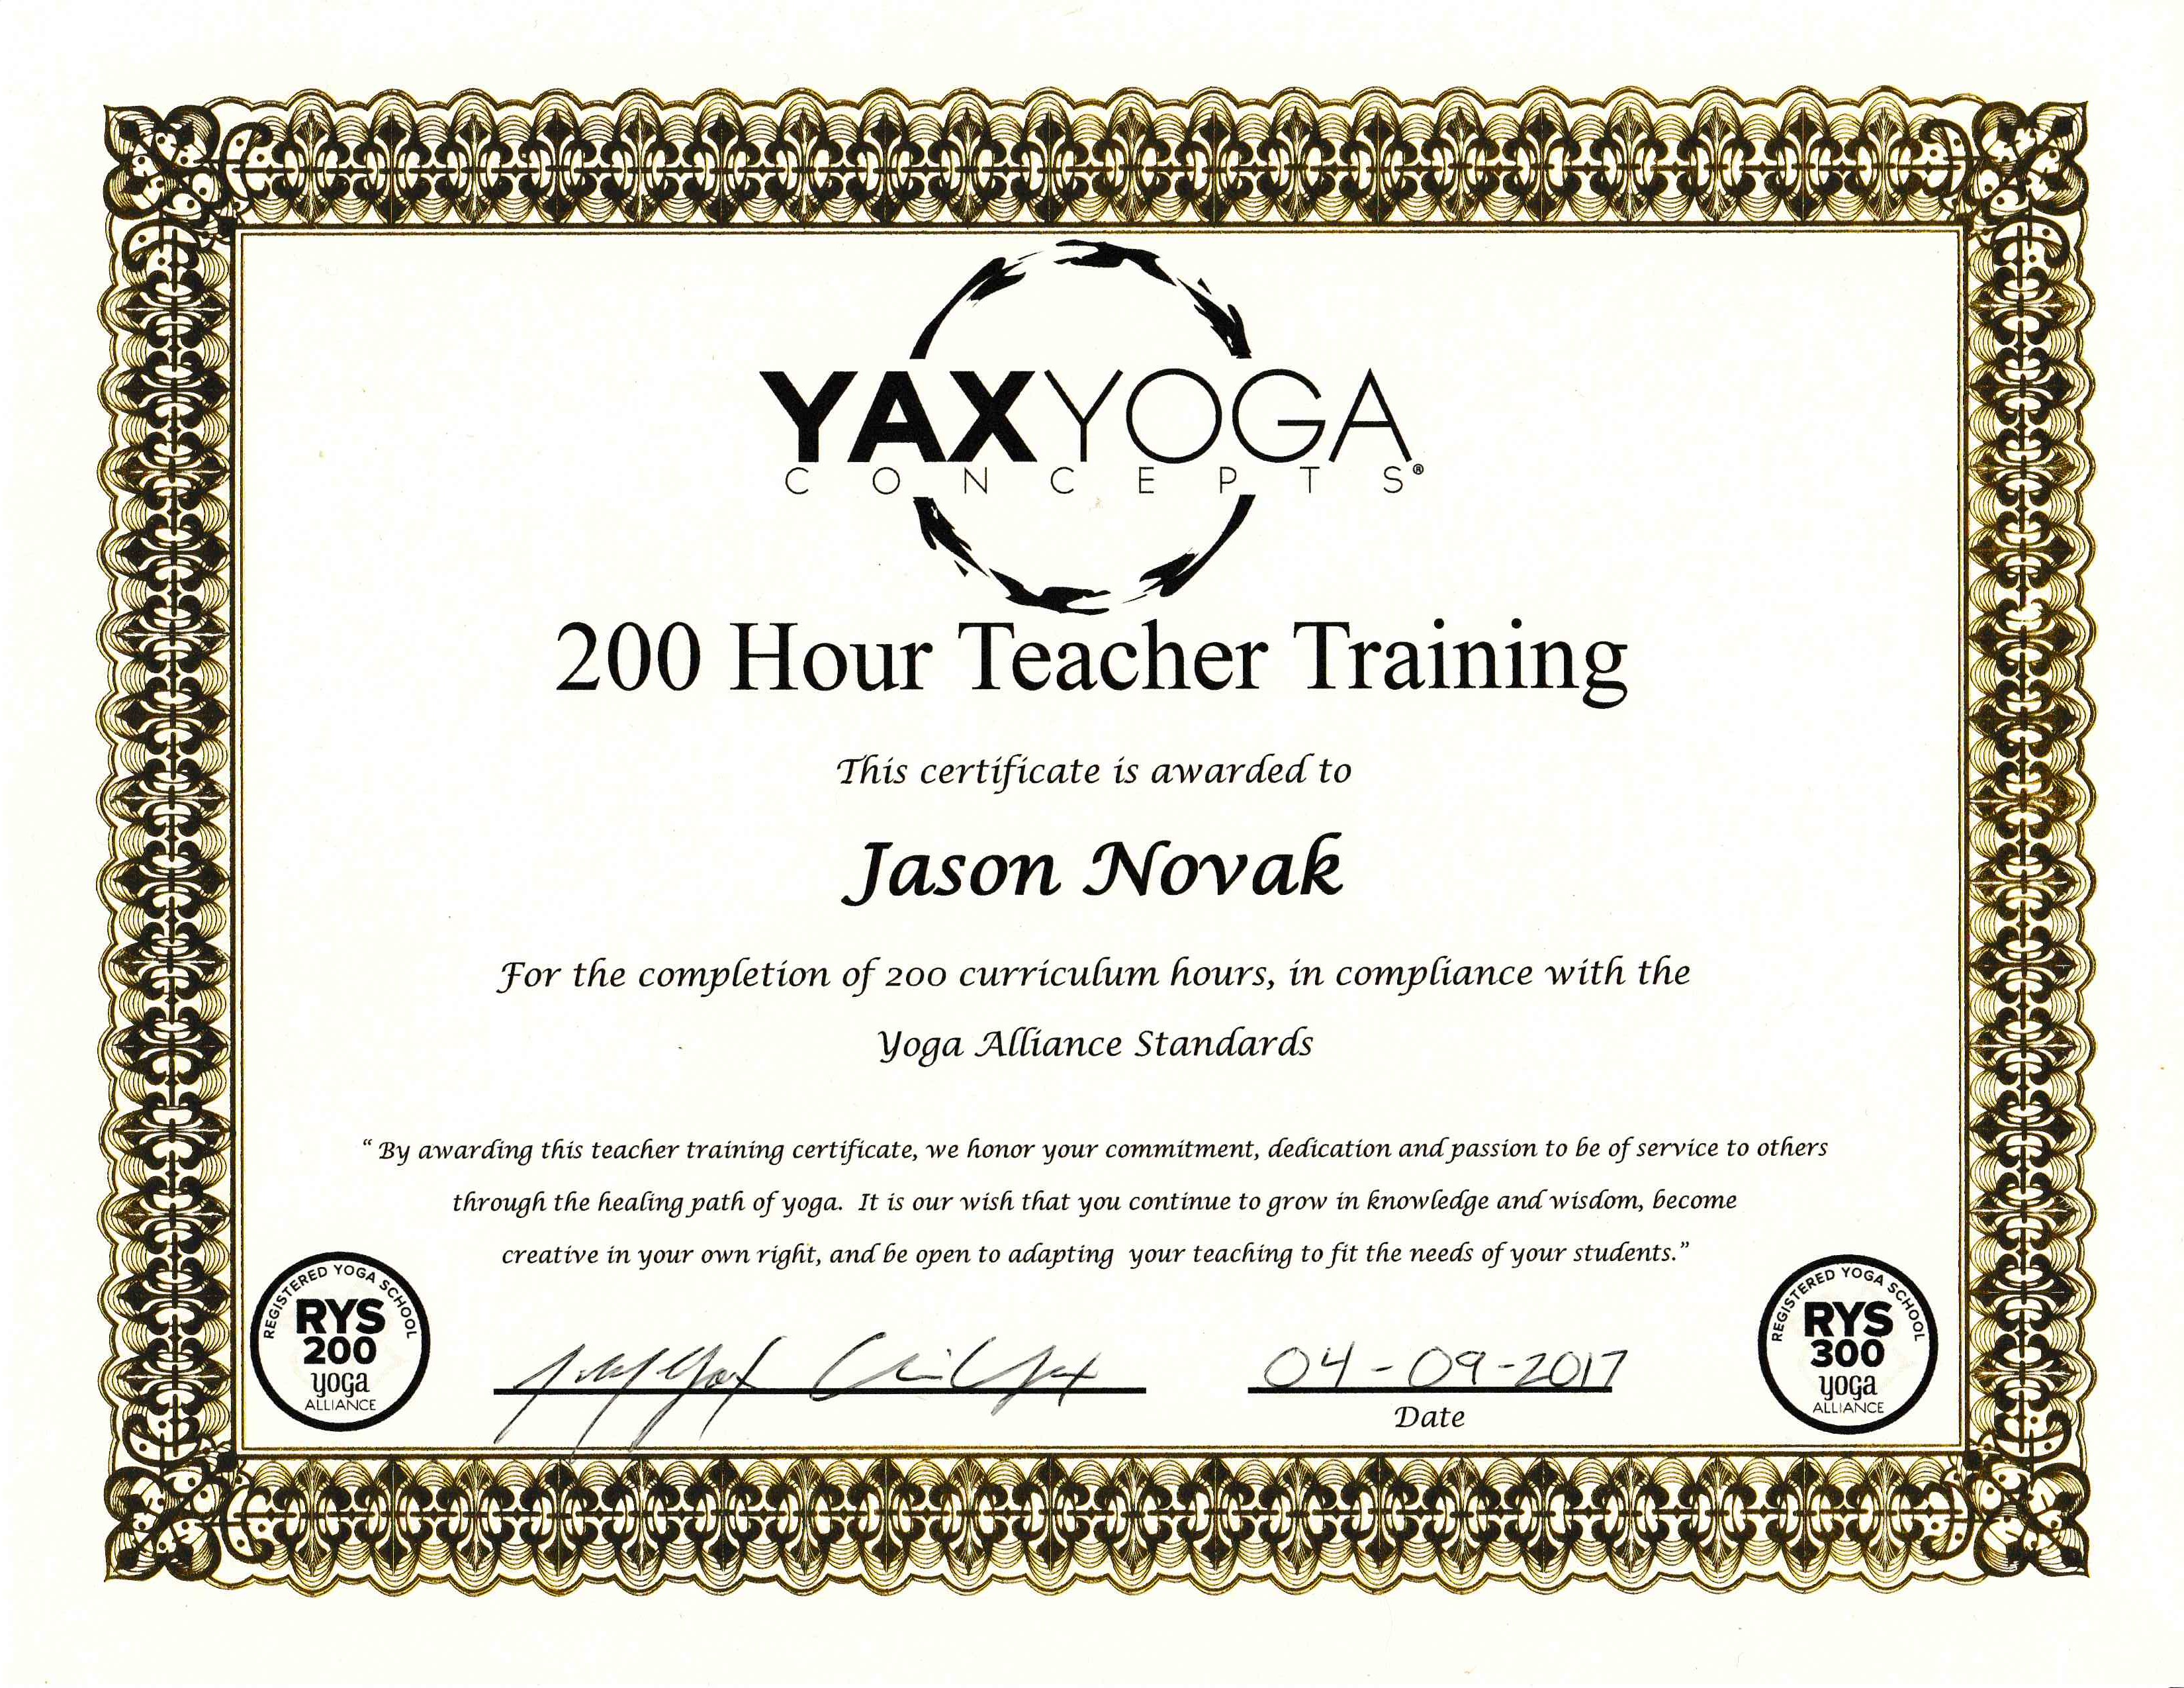 YAXYOGA
CONCEPTS®
200 Hour Teacher Training
This certificate is awarded to
Jason Novak
For the completion of 200 curriculum hours, in compliance with the
Yoga Alliance Standards
“ By awarding this teacher training certificate, we honor your commitment, dedication and passion to be of service to others
through the healing path of yoga. It is our wish that you continue to grow in knowledge and wisdom, become
creative in your own right, and be open to adapting your teaching to fit the needs of your students.”
REGISTERED YOGA SCHOOL
RYS
200
yoga
ALLIANCE
04-09-2017
Date
REGISTERED YOGA SCHOOL
RYS
300
yoga
ALLIANCE